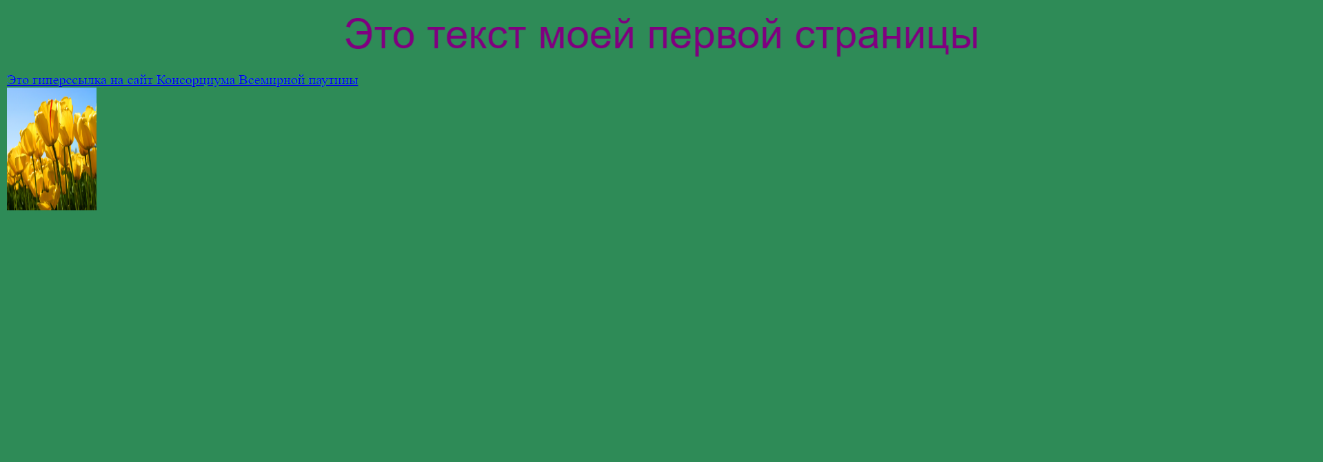 Это текст моей первой страницы
Это гиперссылка на сайт Консорциума Всемирной паутины